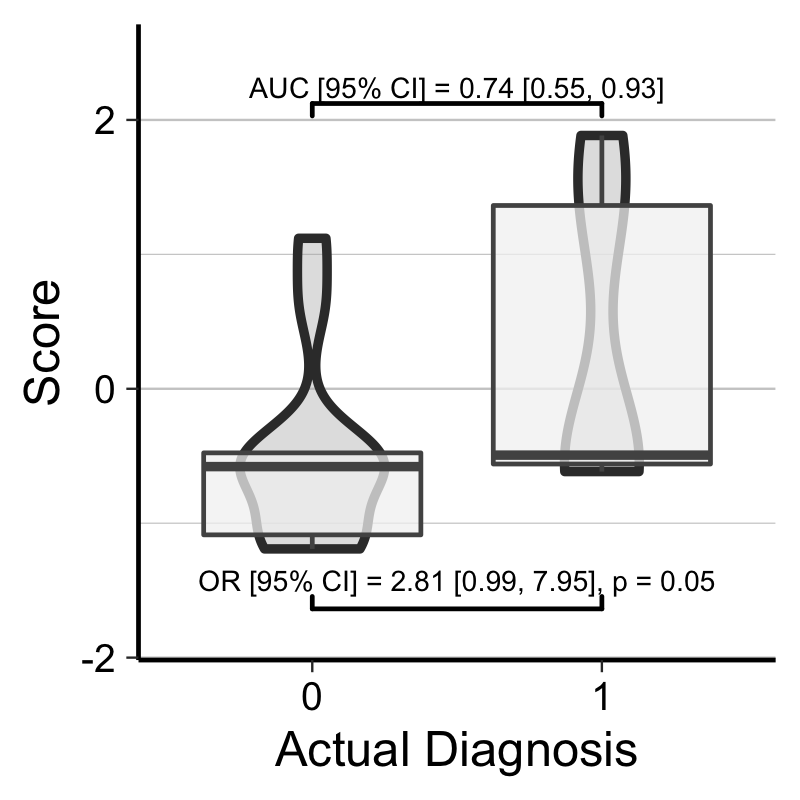 AUC [95% CI] = 0.74 [0.55, 0.93]
2
0
-2
Score
OR [95% CI] = 2.81 [0.99, 7.95], p = 0.05
0 1
Actual Diagnosis